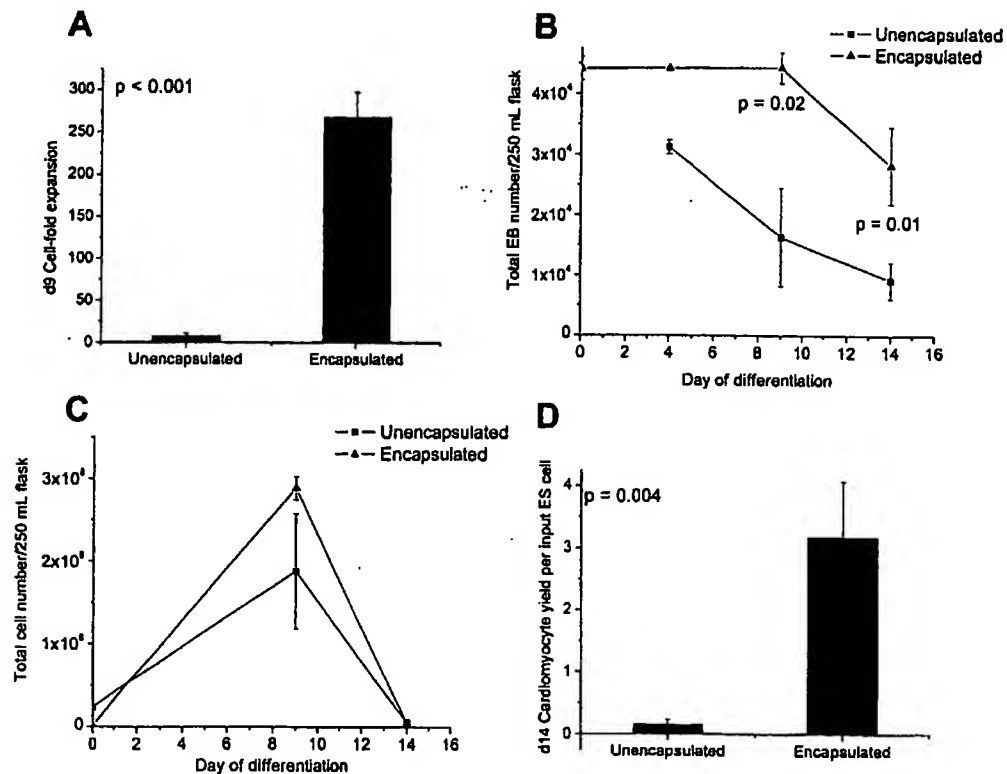 A
p < 0.001
300
250
200
150
100
50
0
d9 Cell-fold expansion
Unencapsulated
Encapsulated
B
Unencapsulated
Encapsulated
4x10⁴
3x10⁴
2x10⁴
1x10⁴
0
Total EB number/250 mL flask
p = 0.02
p = 0.01
0 2 4 6 8 10 12 14 16
Day of differentiation
C
Unencapsulated
Encapsulated
0
Total cell number/250 mL flask
0 2 4 6 8 10 12 14 16
Day of differentiation
D
p = 0.004
4
3
2
1
0
d14 Cardiomyocyte yield per input ES cell
Unencapsulated
Encapsulated